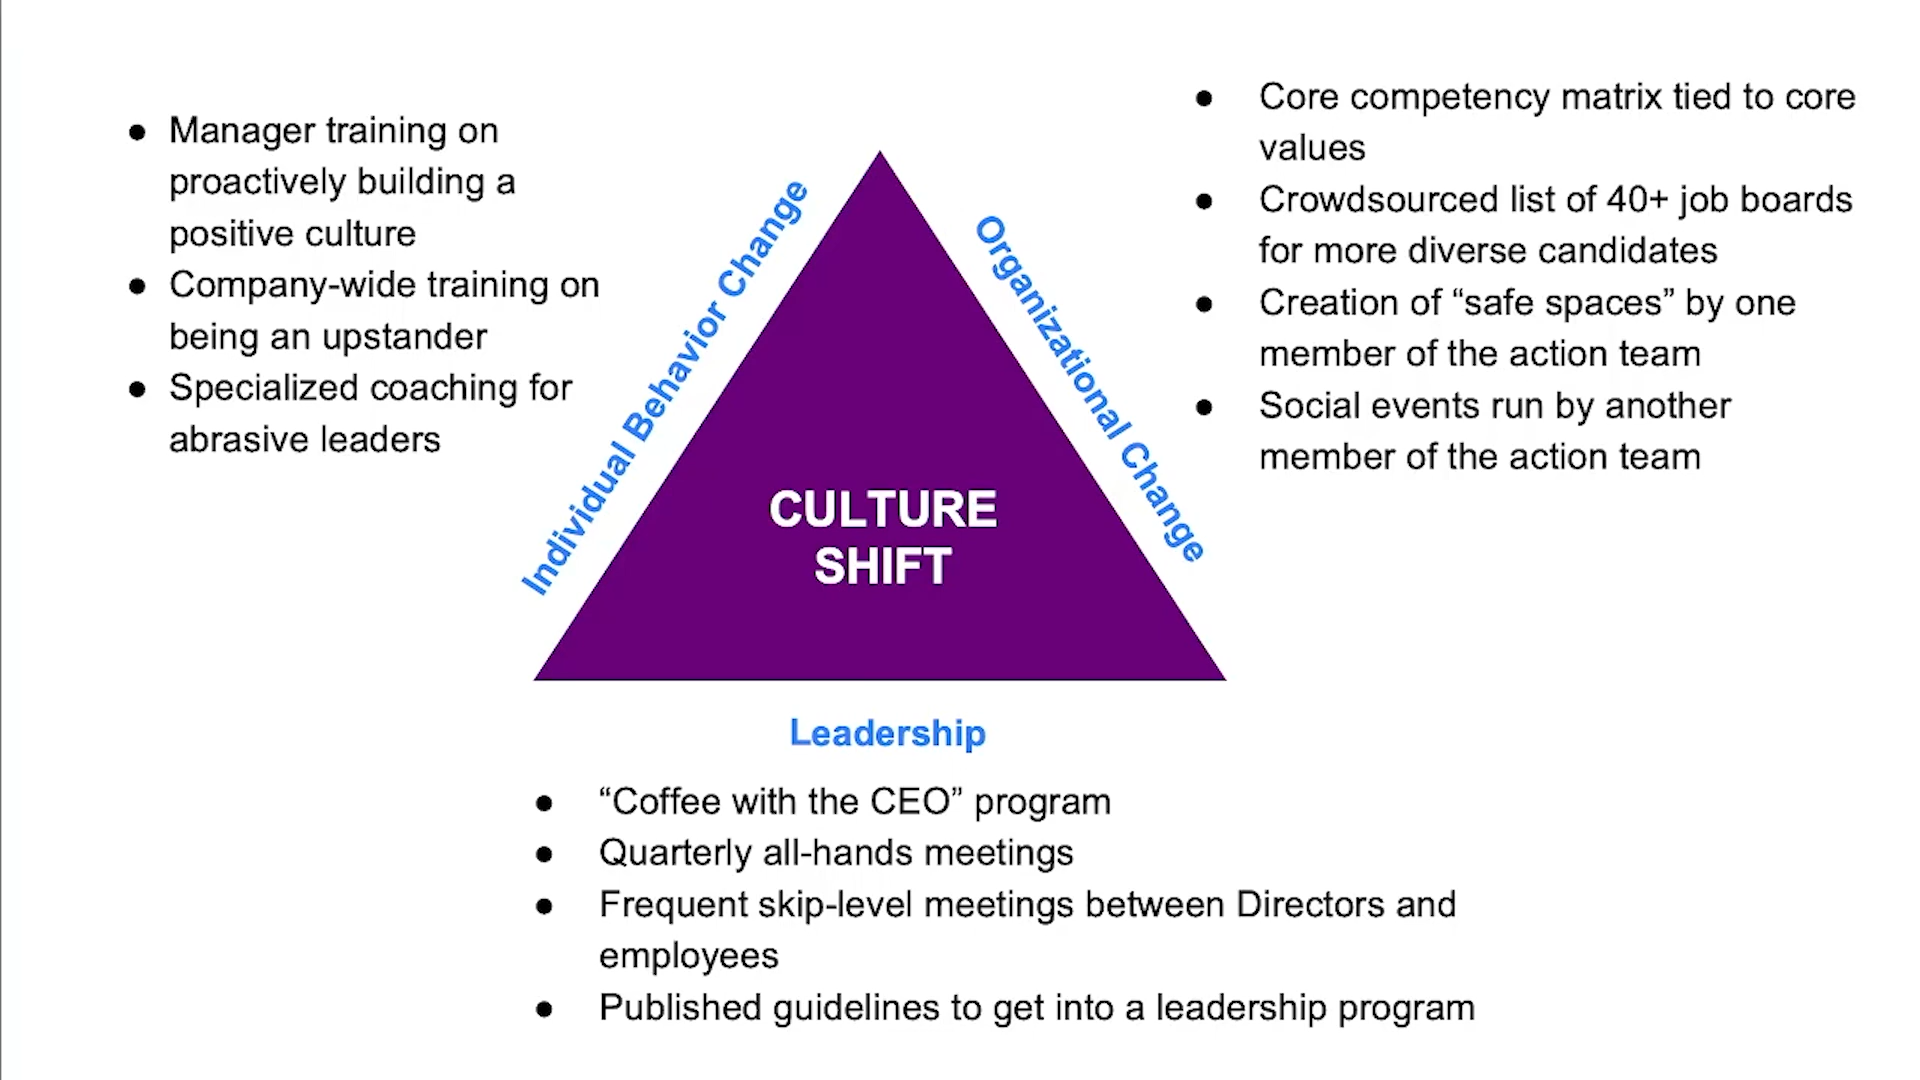 ● Manager training on
proactively building a
positive culture
● Company-wide training on
being an upstander
● Specialized coaching for
abrasive leaders
Individual Behavior Change
CULTURE
SHIFT
Organizational Change
● Core competency matrix tied to core
values
● Crowdsourced list of 40+ job boards
for more diverse candidates
● Creation of “safe spaces” by one
member of the action team
● Social events run by another
member of the action team
Leadership
● “Coffee with the CEO” program
● Quarterly all-hands meetings
● Frequent skip-level meetings between Directors and
employees
● Published guidelines to get into a leadership program